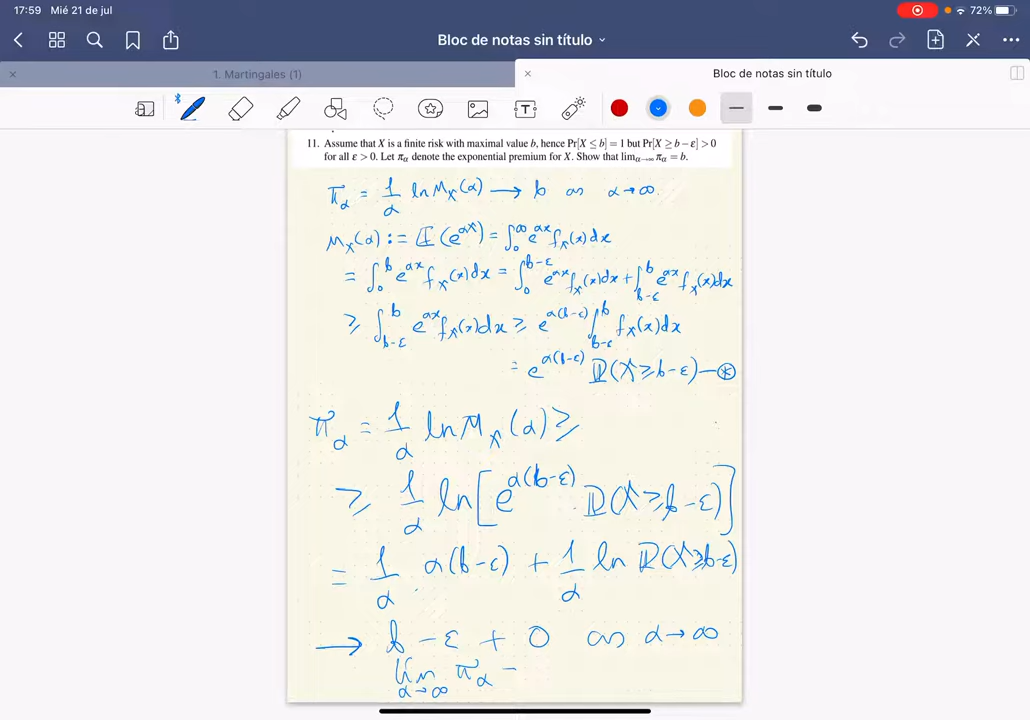 17:59 Mié 21 de jul
72%
Bloc de notas sin título
1. Martingales (1)
Bloc de notas sin título
11. Assume that X is a finite risk with maximal value b, hence Pr[X ≤ b] = 1 but Pr[X ≥ b − ε] > 0
for all ε > 0. Let π_α denote the exponential premium for X. Show that lim_{α→∞} π_α = b.
π_α = 1/α ln M_X(α) → b as α→∞.
M_X(α) := 𝔼(e^{αX}) = ∫_0^∞ e^{αx} f_X(x)dx
= ∫_0^b e^{αx} f_X(x)dx = ∫_0^{b-ε} e^{αx} f_X(x)dx + ∫_{b-ε}^b e^{αx} f_X(x)dx
≥ ∫_{b-ε}^b e^{αx} f_X(x)dx ≥ e^{α(b-ε)} ∫_{b-ε}^b f_X(x)dx
= e^{α(b-ε)} ℙ(X ≥ b-ε) — ⊛
π_α = 1/α ln M_X(α) ≥
≥ 1/α ln[e^{α(b-ε)} · ℙ(X ≥ b-ε)]
= 1/α α(b-ε) + 1/α ln ℙ(X ≥ b-ε)
→ b - ε + 0 as α→∞
lim_{α→∞} π_α -